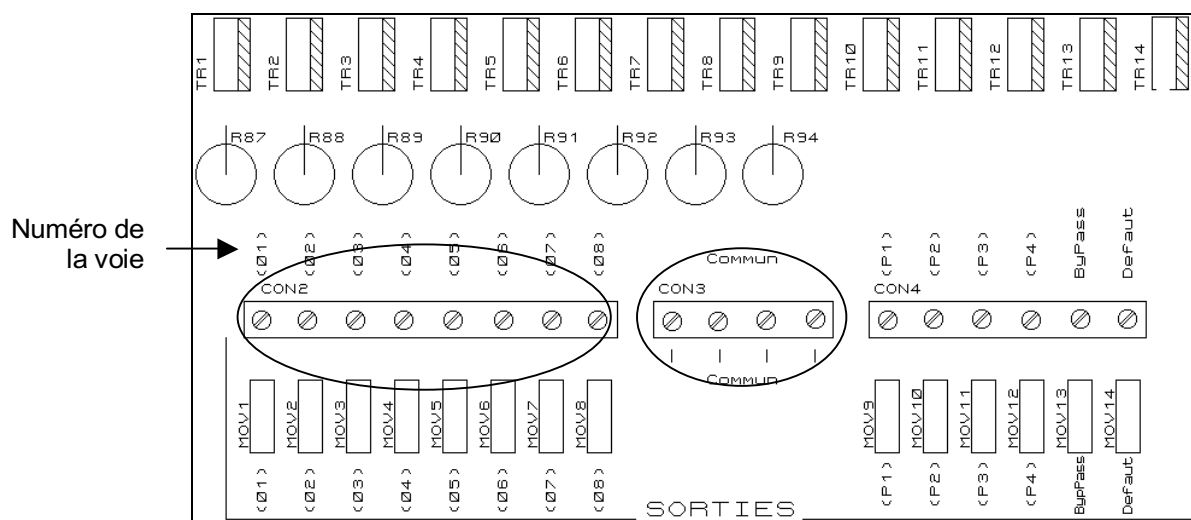 TR1 TR2 TR3 TR4 TR5 TR6 TR7 TR8 TR9 TR10 TR11 TR12 TR13 TR14
R87 R88 R89 R90 R91 R92 R93 R94
Numéro de
la voie
(01) (02) (03) (04) (05) (06) (07) (08) Commun (P1) (P2) (P3) (P4) ByPass Defaut
CON2 CON3 CON4
Commun
MOV1 MOV2 MOV3 MOV4 MOV5 MOV6 MOV7 MOV8 MOV9 MOV10 MOV11 MOV12 MOV13 MOV14
(01) (02) (03) (04) (05) (06) (07) (08) (P1) (P2) (P3) (P4) BypPass Defaut
SORTIES